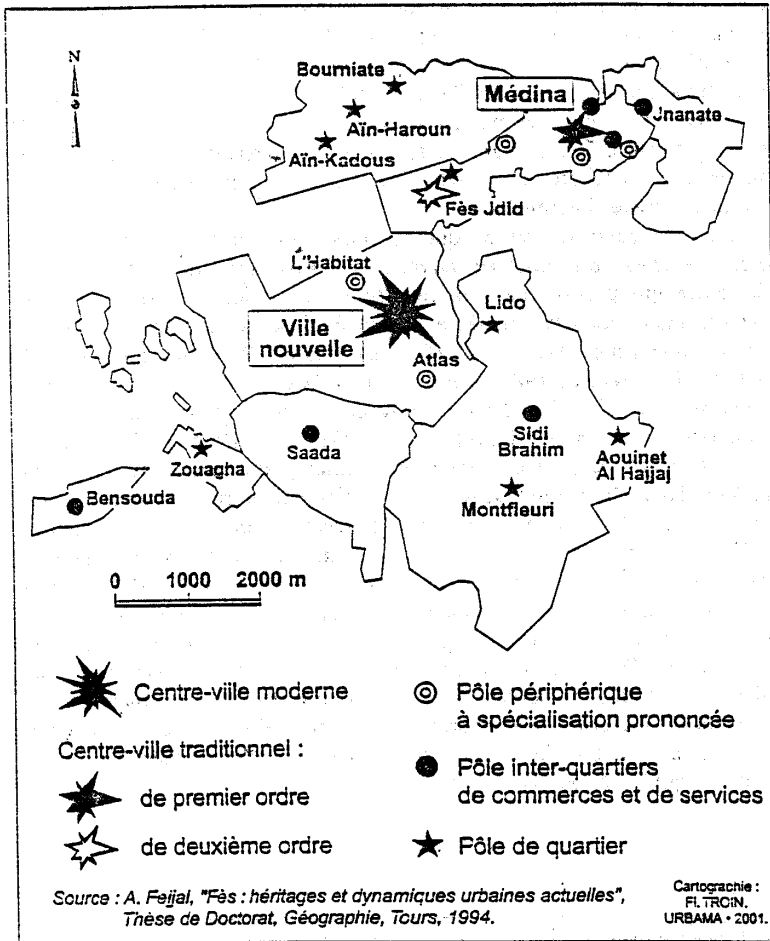 N
Bourniate
Médina
Jnanate
Aïn-Haroun
Aïn-Kadous
Fès Jdid
L'Habitat
Lido
Ville
nouvelle
Atlas
Sidi
Brahim
Saada
Aouinet
Al Hajjaj
Zouagha
Montfleuri
Bensouda
0 1000 2000 m
Centre-ville moderne
Pôle périphérique
à spécialisation prononcée
Centre-ville traditionnel :
de premier ordre
Pôle inter-quartiers
de commerces et de services
de deuxième ordre
Pôle de quartier
Source : A. Fejjal, "Fès : héritages et dynamiques urbaines actuelles",
Thèse de Doctorat, Géographie, Tours, 1994.
Cartographie :
Fl. TROIN.
URBAMA • 2001.